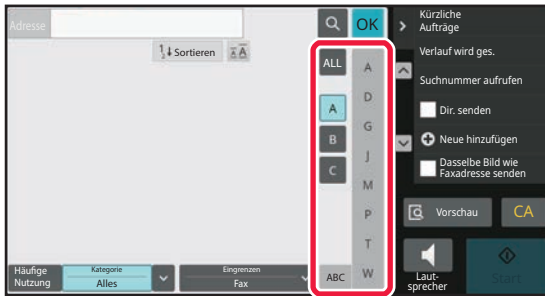 Adresse
OK
Sortieren
AA
ALL
A
B
C
ABC
A
D
G
J
M
P
T
W
Häufige
Nutzung
Kategorie
Alles
Eingrenzen
Fax
Kürzliche
Aufträge
Verlauf wird ges.
Suchnummer aufrufen
Dir. senden
Neue hinzufügen
Dasselbe Bild wie
Faxadresse senden
Vorschau
CA
Laut-
sprecher
Start